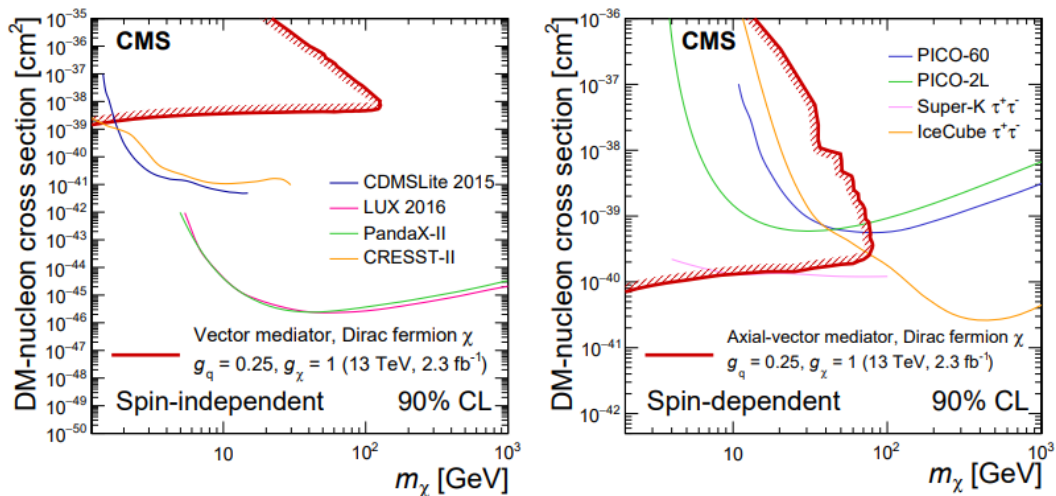 DM-nucleon cross section [cm²]
10⁻³⁵
10⁻³⁶
10⁻³⁷
10⁻³⁸
10⁻³⁹
10⁻⁴⁰
10⁻⁴¹
10⁻⁴²
10⁻⁴³
10⁻⁴⁴
10⁻⁴⁵
10⁻⁴⁶
10⁻⁴⁷
10⁻⁴⁸
10⁻⁴⁹
10⁻⁵⁰
CMS
CDMSLite 2015
LUX 2016
PandaX-II
CRESST-II
Vector mediator, Dirac fermion χ
g_q = 0.25, g_χ = 1 (13 TeV, 2.3 fb⁻¹)
Spin-independent 90% CL
10 10² 10³
m_χ [GeV]
DM-nucleon cross section [cm²]
10⁻³⁶
10⁻³⁷
10⁻³⁸
10⁻³⁹
10⁻⁴⁰
10⁻⁴¹
10⁻⁴²
CMS
PICO-60
PICO-2L
Super-K τ⁺τ⁻
IceCube τ⁺τ⁻
Axial-vector mediator, Dirac fermion χ
g_q = 0.25, g_χ = 1 (13 TeV, 2.3 fb⁻¹)
Spin-dependent 90% CL
10 10² 10³
m_χ [GeV]